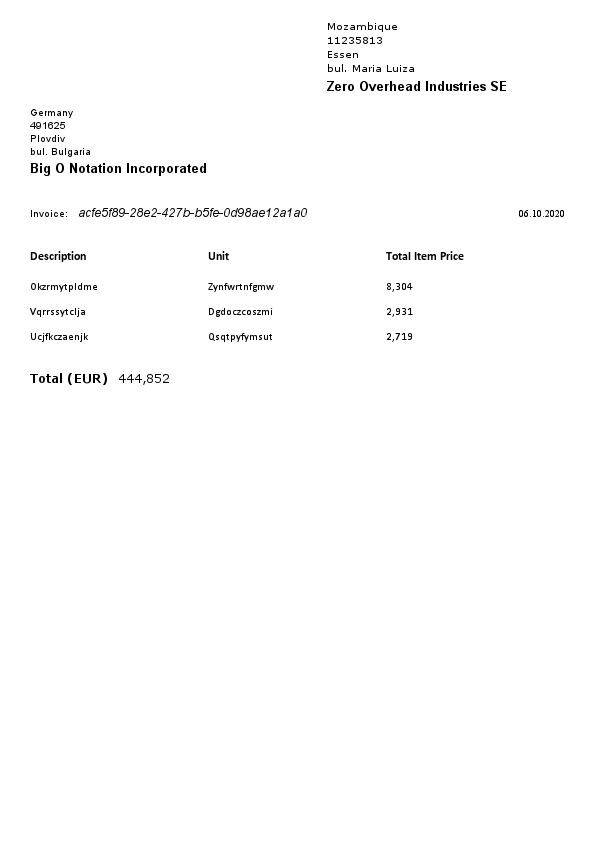 Mozambique
11235813
Essen
bul. Maria Luiza
Zero Overhead Industries SE
Germany
491625
Plovdiv
bul. Bulgaria
Big O Notation Incorporated
Invoice: acfe5f89-28e2-427b-b5fe-0d98ae12a1a0 06.10.2020
Description Unit Total Item Price
Okzrmytpldme Zynfwrtnfgmw 8,304
Vqrrssytclja Dgdoczcoszmi 2,931
Ucjfkczaenjk Qsqtpyfymsut 2,719
Total (EUR) 444,852